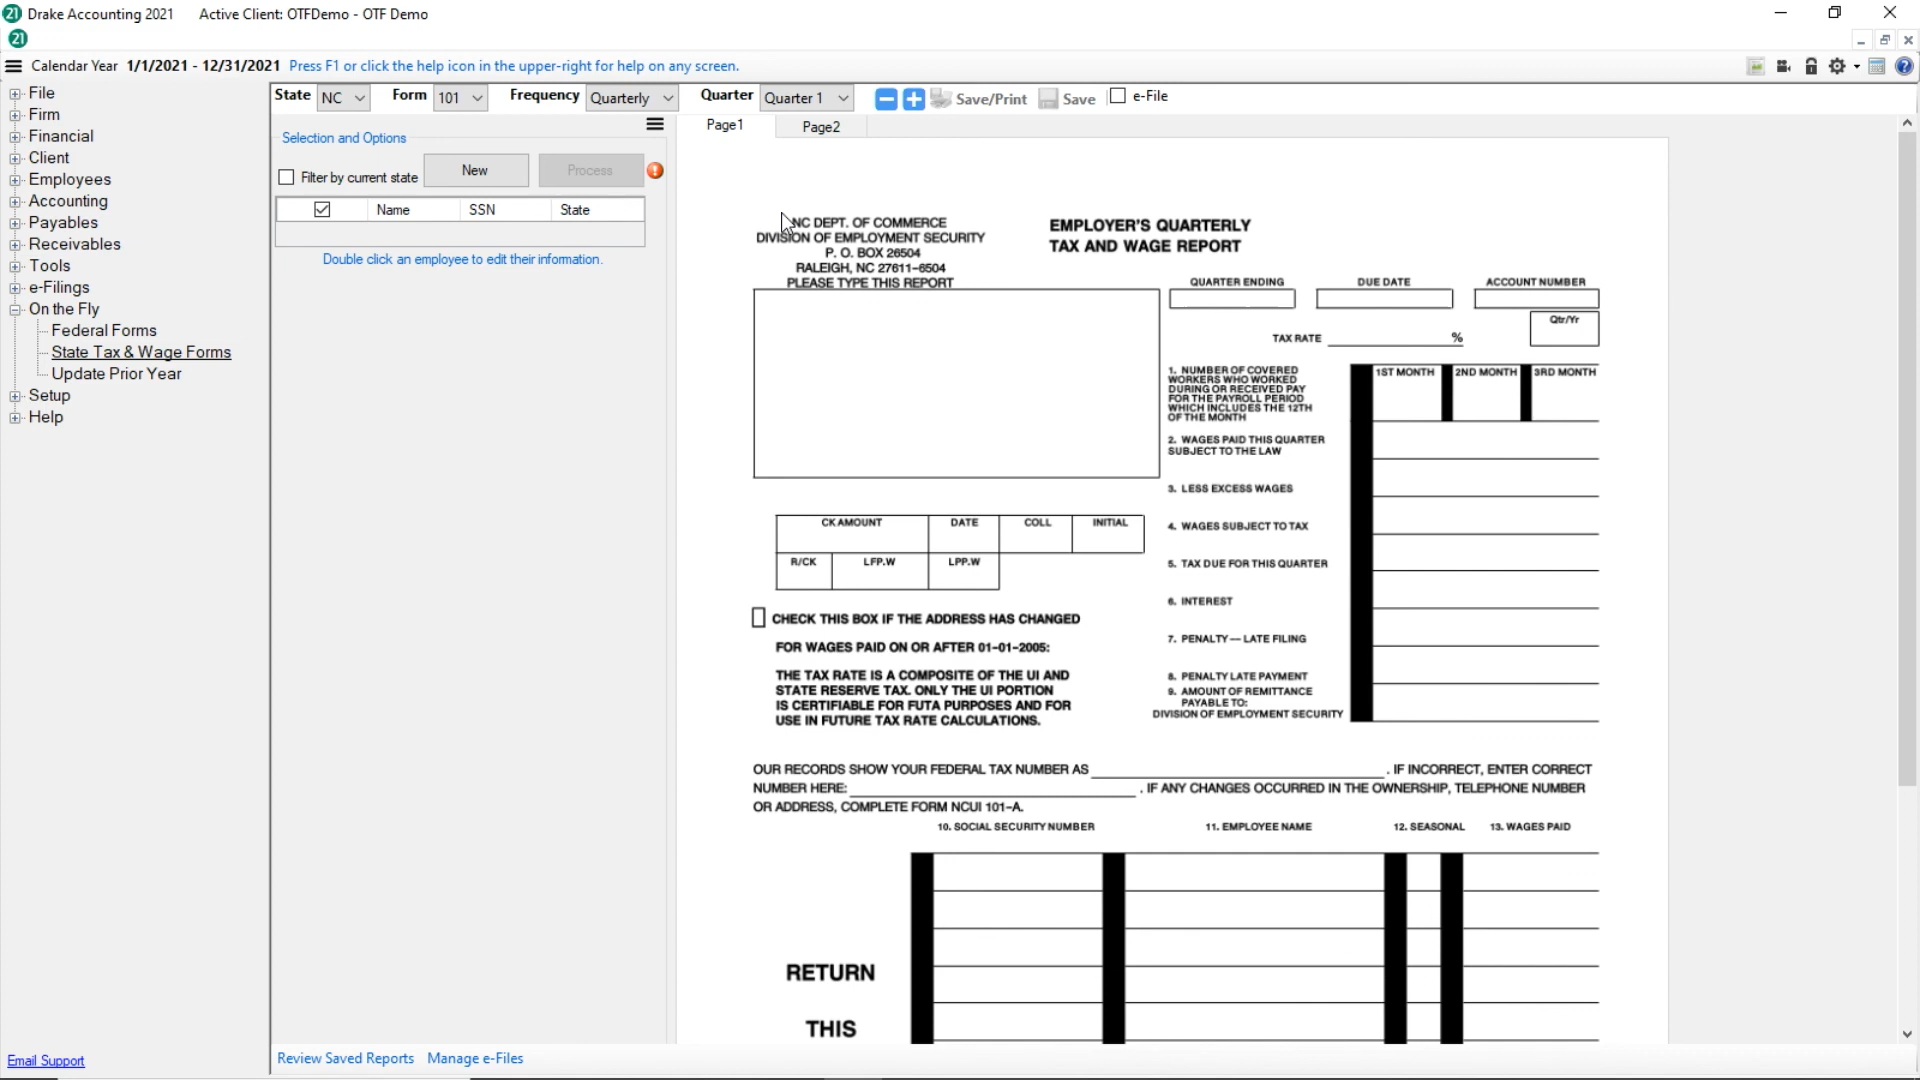 21 Drake Accounting 2021 Active Client: OTFDemo - OTF Demo
21
Calendar Year 1/1/2021 - 12/31/2021 Press F1 or click the help icon in the upper-right for help on any screen.
File
Firm
Financial
Client
Employees
Accounting
Payables
Receivables
Tools
e-Filings
On the Fly
Federal Forms
State Tax & Wage Forms
Update Prior Year
Setup
Help
Email Support
State NC Form 101 Frequency Quarterly Quarter Quarter 1 Save/Print Save e-File
Selection and Options
Filter by current state New Process
Name SSN State
Double click an employee to edit their information.
Review Saved Reports Manage e-Files
Page1 Page2
NC DEPT. OF COMMERCE
DIVISION OF EMPLOYMENT SECURITY
P. O. BOX 26504
RALEIGH, NC 27611-6504
PLEASE TYPE THIS REPORT
EMPLOYER'S QUARTERLY
TAX AND WAGE REPORT
QUARTER ENDING DUE DATE ACCOUNT NUMBER
Qtr/Yr
TAX RATE %
1. NUMBER OF COVERED
WORKERS WHO WORKED
DURING OR RECEIVED PAY
FOR THE PAYROLL PERIOD
WHICH INCLUDES THE 12TH
OF THE MONTH
1ST MONTH 2ND MONTH 3RD MONTH
2. WAGES PAID THIS QUARTER
SUBJECT TO THE LAW
3. LESS EXCESS WAGES
4. WAGES SUBJECT TO TAX
5. TAX DUE FOR THIS QUARTER
6. INTEREST
7. PENALTY — LATE FILING
8. PENALTY LATE PAYMENT
9. AMOUNT OF REMITTANCE
PAYABLE TO:
DIVISION OF EMPLOYMENT SECURITY
CK AMOUNT DATE COLL INITIAL
R/CK LFP.W LPP.W
CHECK THIS BOX IF THE ADDRESS HAS CHANGED
FOR WAGES PAID ON OR AFTER 01-01-2005:
THE TAX RATE IS A COMPOSITE OF THE UI AND
STATE RESERVE TAX. ONLY THE UI PORTION
IS CERTIFIABLE FOR FUTA PURPOSES AND FOR
USE IN FUTURE TAX RATE CALCULATIONS.
OUR RECORDS SHOW YOUR FEDERAL TAX NUMBER AS . IF INCORRECT, ENTER CORRECT
NUMBER HERE: . IF ANY CHANGES OCCURRED IN THE OWNERSHIP, TELEPHONE NUMBER
OR ADDRESS, COMPLETE FORM NCUI 101-A.
10. SOCIAL SECURITY NUMBER 11. EMPLOYEE NAME 12. SEASONAL 13. WAGES PAID
RETURN
THIS